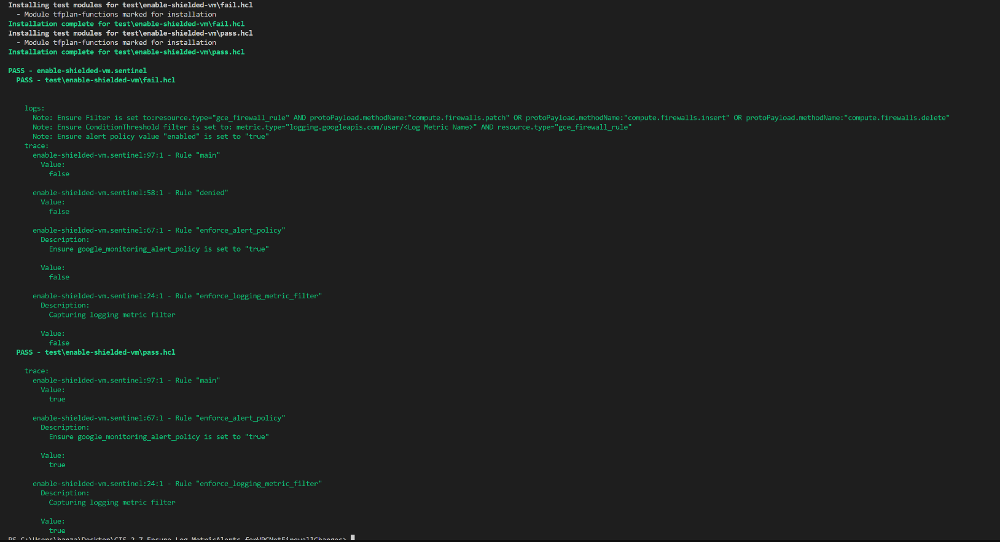 Installing test modules for test\enable-shielded-vm\fail.hcl
- Module tfplan-functions marked for installation
Installation complete for test\enable-shielded-vm\fail.hcl
Installing test modules for test\enable-shielded-vm\pass.hcl
- Module tfplan-functions marked for installation
Installation complete for test\enable-shielded-vm\pass.hcl
PASS - enable-shielded-vm.sentinel
PASS - test\enable-shielded-vm\fail.hcl
logs:
Note: Ensure Filter is set to:resource.type="gce_firewall_rule" AND protoPayload.methodName:"compute.firewalls.patch" OR protoPayload.methodName:"compute.firewalls.insert" OR protoPayload.methodName:"compute.firewalls.delete"
Note: Ensure ConditionThreshold filter is set to: metric.type="logging.googleapis.com/user/<Log Metric Name>" AND resource.type="gce_firewall_rule"
Note: Ensure alert policy value "enabled" is set to "true"
trace:
enable-shielded-vm.sentinel:97:1 - Rule "main"
Value:
false
enable-shielded-vm.sentinel:58:1 - Rule "denied"
Value:
false
enable-shielded-vm.sentinel:67:1 - Rule "enforce_alert_policy"
Description:
Ensure google_monitoring_alert_policy is set to "true"
Value:
false
enable-shielded-vm.sentinel:24:1 - Rule "enforce_logging_metric_filter"
Description:
Capturing logging metric filter
Value:
false
PASS - test\enable-shielded-vm\pass.hcl
trace:
enable-shielded-vm.sentinel:97:1 - Rule "main"
Value:
true
enable-shielded-vm.sentinel:67:1 - Rule "enforce_alert_policy"
Description:
Ensure google_monitoring_alert_policy is set to "true"
Value:
true
enable-shielded-vm.sentinel:24:1 - Rule "enforce_logging_metric_filter"
Description:
Capturing logging metric filter
Value:
true
PS C:\Users\hanza\Desktop\CIS 2.7 Ensure Log MetricAlerts forVPCNetFirewallChanges>